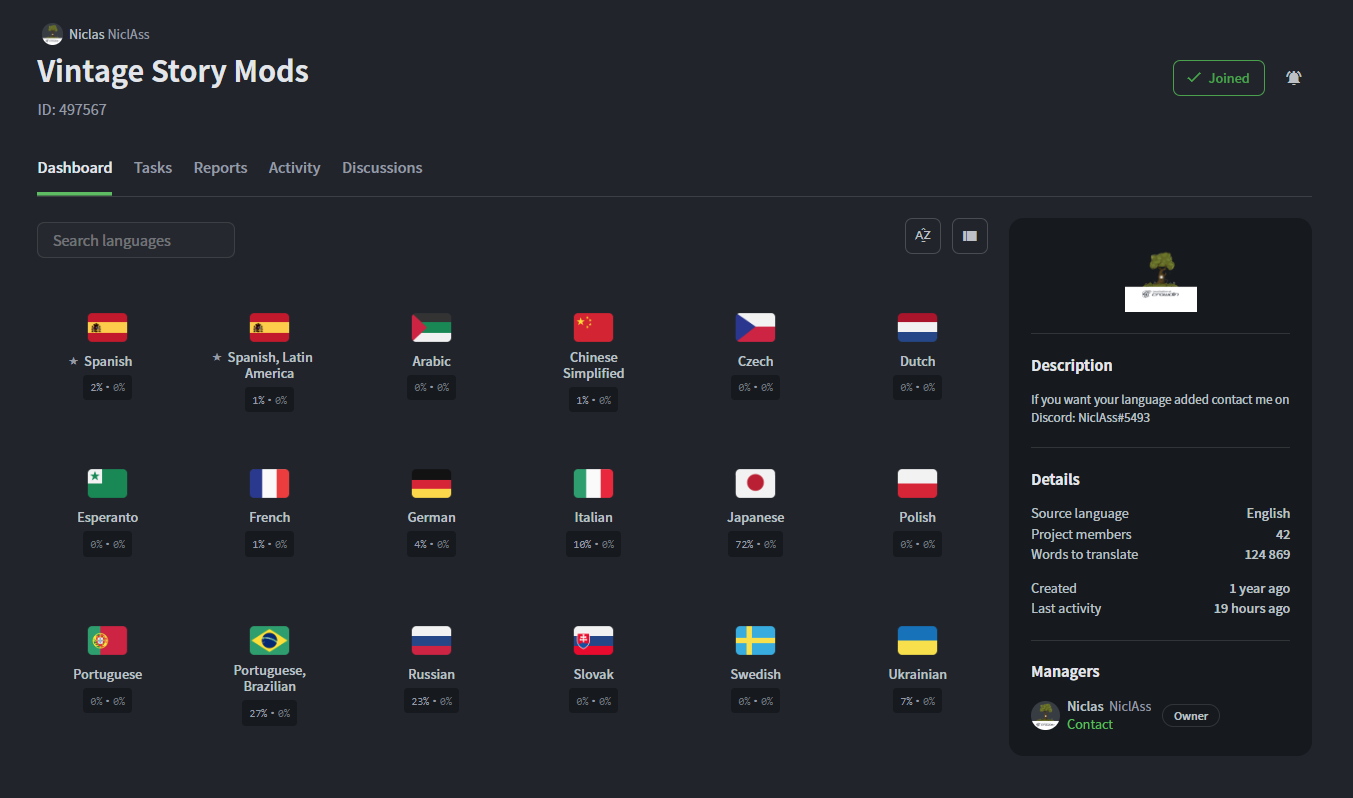 Niclas NiclAss
Vintage Story Mods
Joined
ID: 497567
Dashboard Tasks Reports Activity Discussions
Search languages
AZ
★ Spanish
2% • 0%
★ Spanish, Latin
America
1% • 0%
Arabic
0% • 0%
Chinese
Simplified
1% • 0%
Czech
0% • 0%
Dutch
0% • 0%
Esperanto
0% • 0%
French
1% • 0%
German
4% • 0%
Italian
10% • 0%
Japanese
72% • 0%
Polish
0% • 0%
Portuguese
0% • 0%
Portuguese,
Brazilian
27% • 0%
Russian
23% • 0%
Slovak
0% • 0%
Swedish
0% • 0%
Ukrainian
7% • 0%
Description
If you want your language added contact me on
Discord: NiclAss#5493
Details
Source language English
Project members 42
Words to translate 124 869
Created 1 year ago
Last activity 19 hours ago
Managers
Niclas NiclAss
Contact
Owner